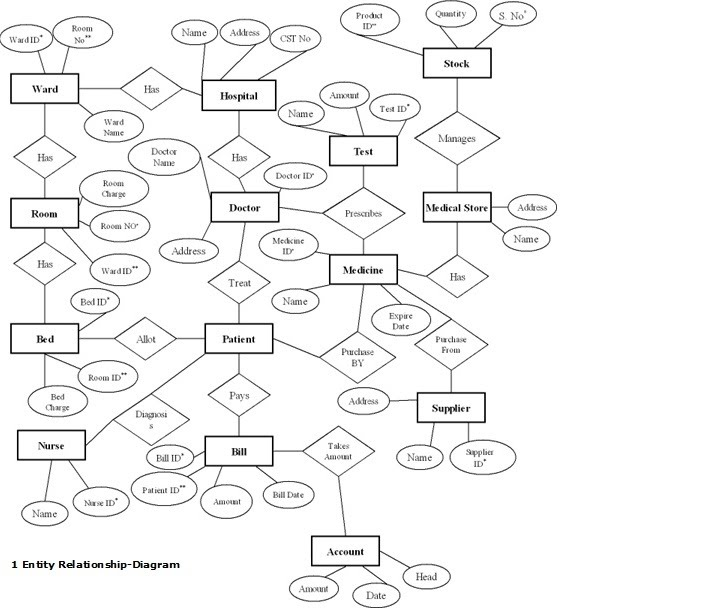 Product
ID**
Quantity
S. No*
Ward ID*
Room
No**
Name
Address
CST No
Stock
Ward
Has
Hospital
Amount
Name
Test ID*
Ward
Name
Manages
Test
Has
Doctor
Name
Has
Doctor ID*
Room
Charge
Room
Doctor
Prescribes
Medical Store
Address
Room NO*
Address
Medicine
ID*
Name
Has
Ward ID**
Medicine
Has
Treat
Bed ID*
Name
Expire
Date
Bed
Allot
Patient
Purchase
BY
Purchase
From
Room ID**
Bed
Charge
Pays
Address
Supplier
Diagnosi
s
Nurse
Bill ID*
Bill
Takes
Amount
Name
Supplier
ID*
Patient ID**
Amount
Bill Date
Name
Nurse ID*
Account
1 Entity Relationship-Diagram
Amount
Date
Head